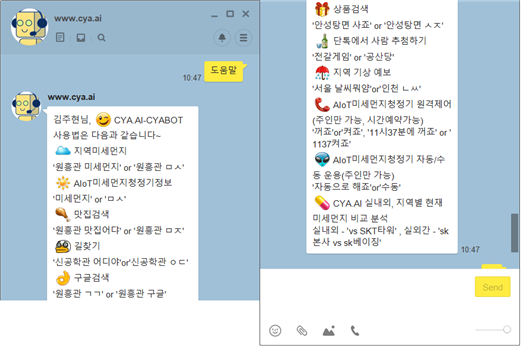 www.cya.ai
10:47
도움말
www.cya.ai
김주현님, CYA.AI-CYABOT
사용법은 다음과 같습니다~
지역미세먼지
'원흥관 미세먼지' or '원흥관 ㅁㅅ'
AIoT미세먼지청정기정보
'미세먼지' or 'ㅁㅅ'
맛집검색
'원흥관 맛집어댜' or '원흥관 ㅁㅈ'
길찾기
'신공학관 어디야'or'신공학관 ㅇㄷ'
구글검색
'원흥관 ㄱㄱ' or '원흥관 구글'
상품검색
'안성탕면 사죠' or '안성탕면 ㅅㅈ'
단톡에서 사람 추첨하기
'전갈게임' or '공산당'
지역 기상 예보
'서울 날씨뭐임'or'인천 ㄴㅆ'
AIoT미세먼지청정기 원격제어
(주인만 가능, 시간예약가능)
'꺼죠'or'켜죠', '11시37분에 꺼죠' or '
1137켜죠'
AIoT미세먼지청정기 자동/수
동 운용(주인만 가능)
'자동으로 해죠'or'수동'
CYA.AI 실내외, 지역별 현재
미세먼지 비교 분석
실내외 - 'vs SKT타워' , 실외간 - 'sk
본사 vs sk베이징'
10:47
Send